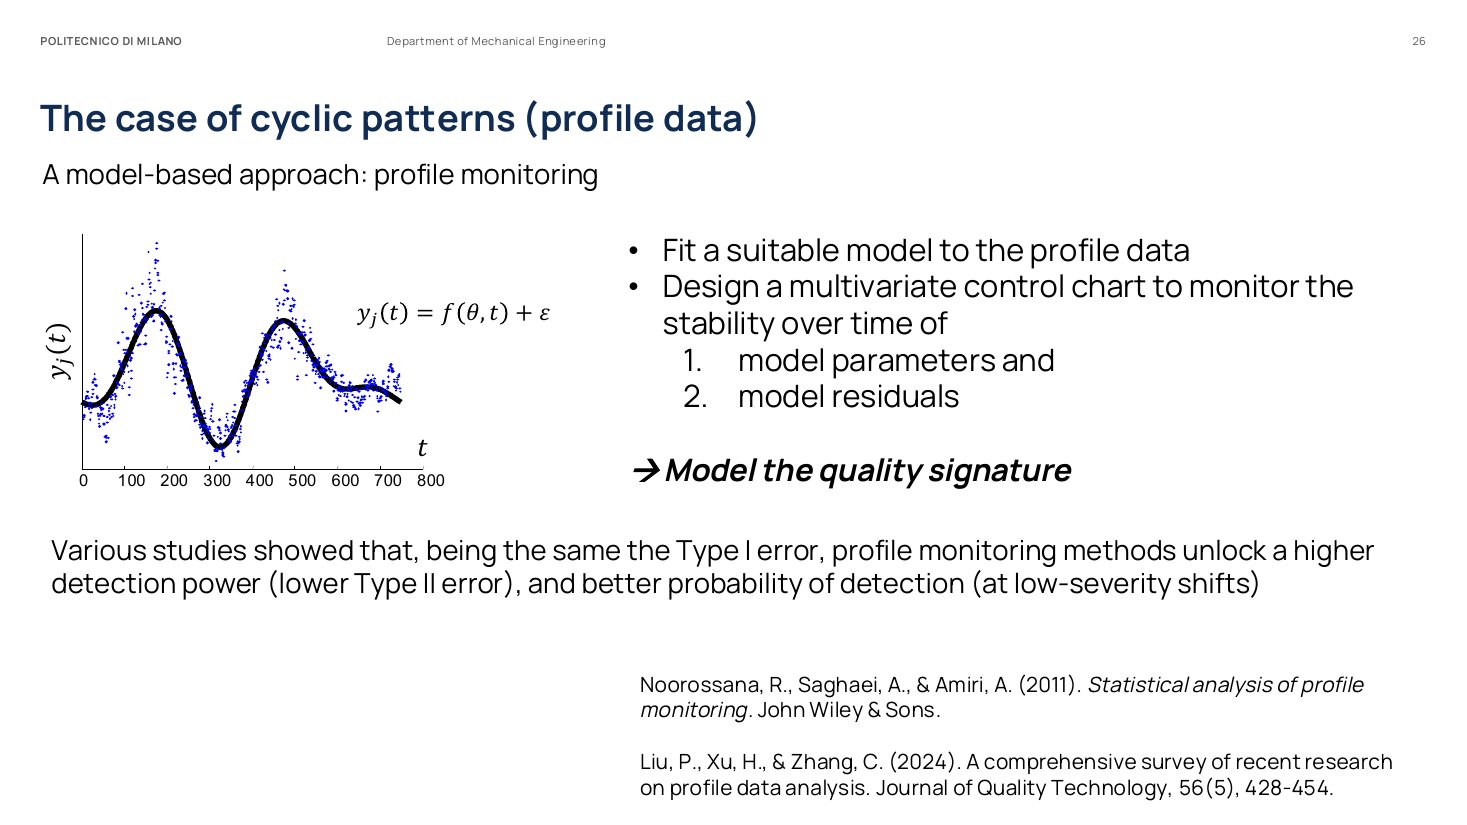 POLITECNICO DI MILANO Department of Mechanical Engineering 26
The case of cyclic patterns (profile data)
A model-based approach: profile monitoring
y_j(t)
y_j(t) = f(θ, t) + ε
t
0 100 200 300 400 500 600 700 800
• Fit a suitable model to the profile data
• Design a multivariate control chart to monitor the
stability over time of
1. model parameters and
2. model residuals
→ Model the quality signature
Various studies showed that, being the same the Type I error, profile monitoring methods unlock a higher
detection power (lower Type II error), and better probability of detection (at low-severity shifts)
Noorossana, R., Saghaei, A., & Amiri, A. (2011). Statistical analysis of profile
monitoring. John Wiley & Sons.
Liu, P., Xu, H., & Zhang, C. (2024). A comprehensive survey of recent research
on profile data analysis. Journal of Quality Technology, 56(5), 428-454.